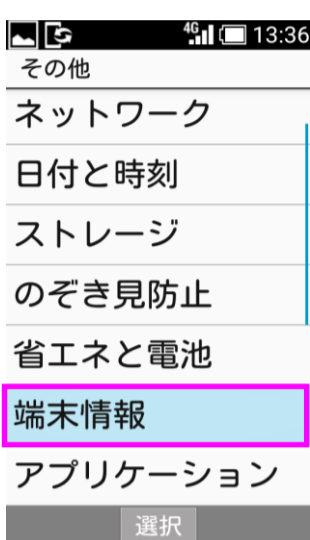 4G 13:36
その他
ネットワーク
日付と時刻
ストレージ
のぞき見防止
省エネと電池
端末情報
アプリケーション
選択